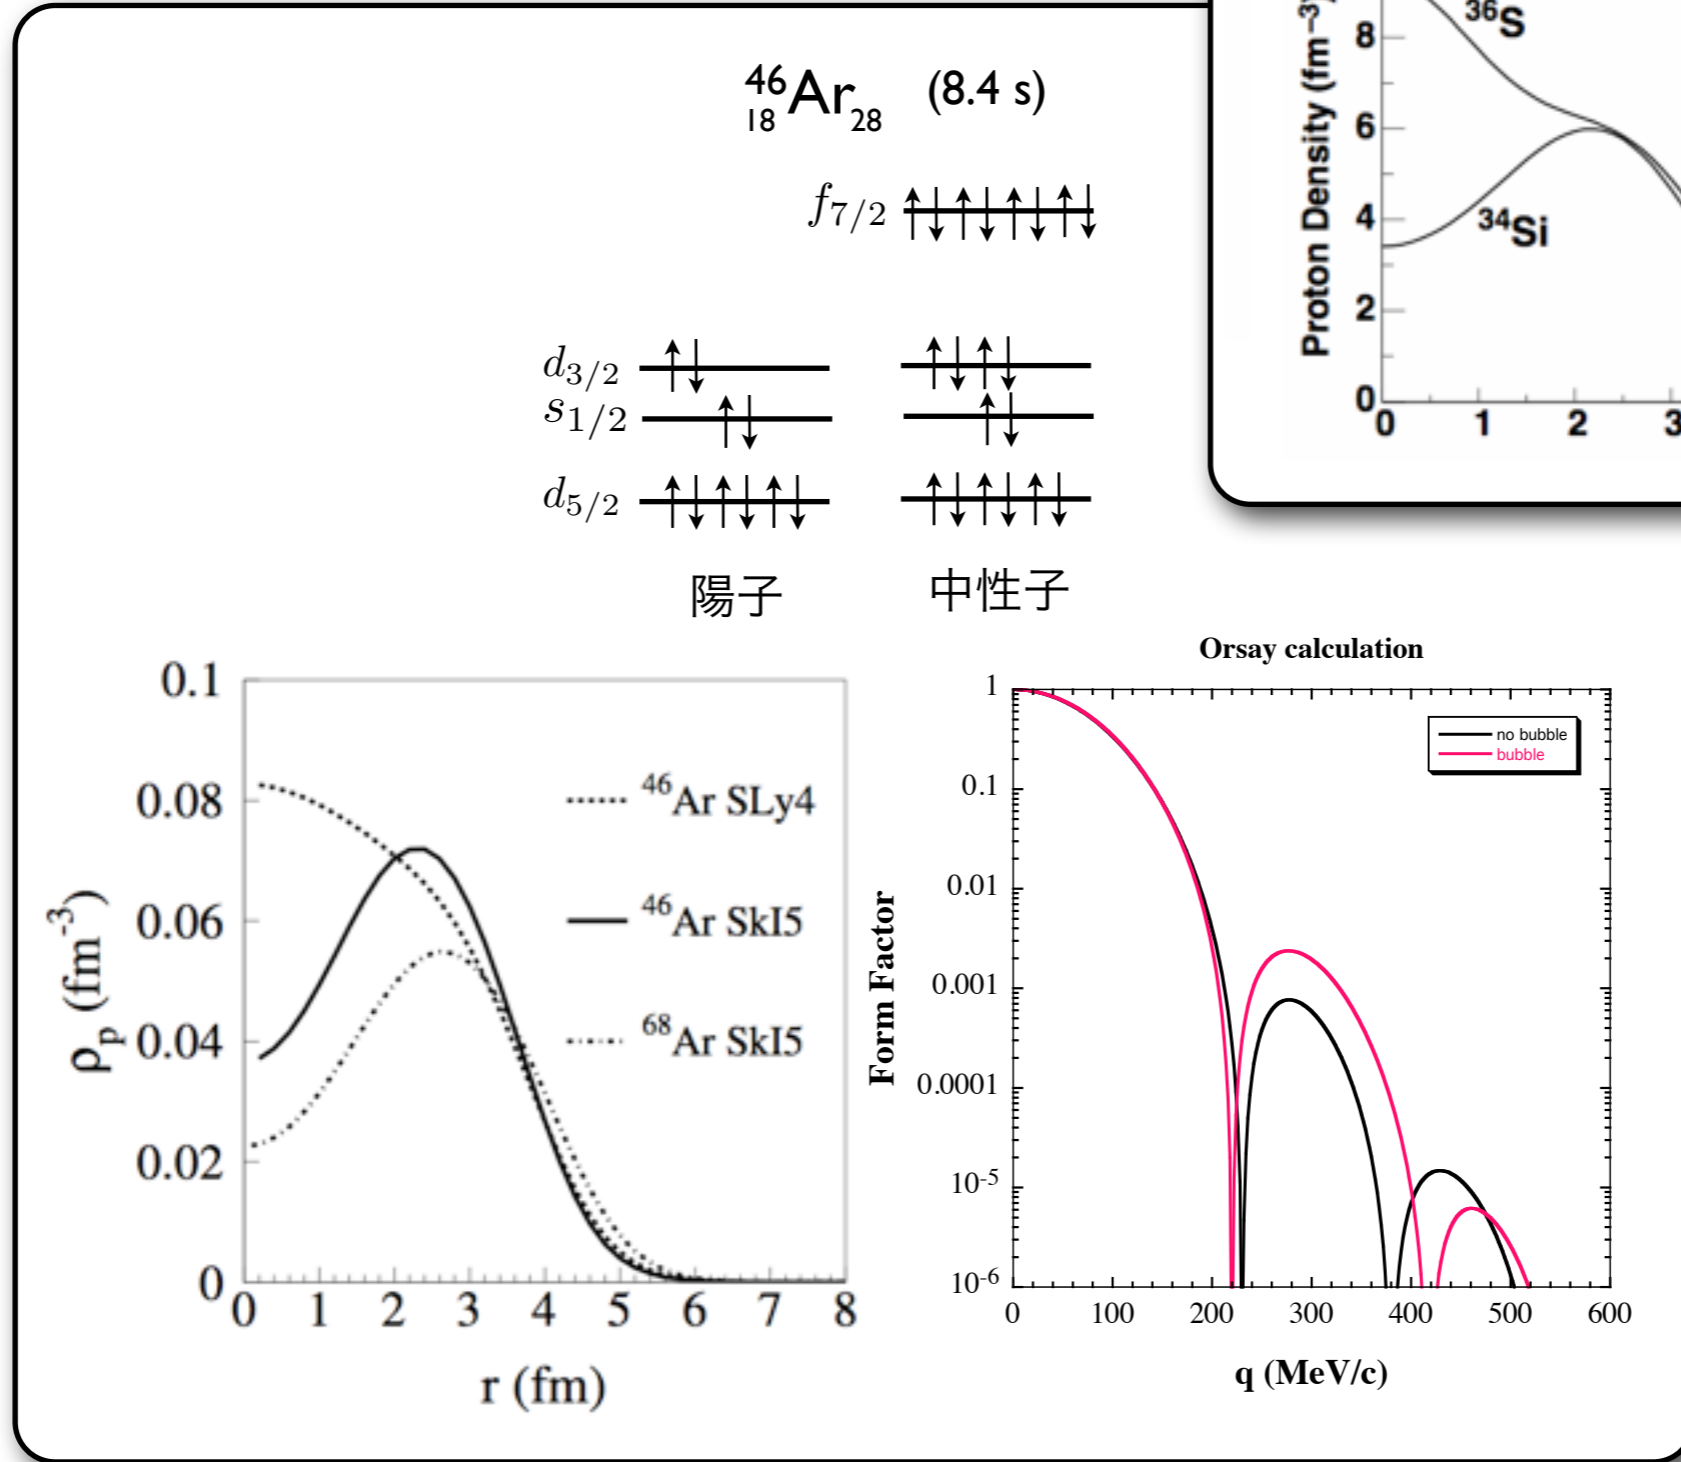 ⁴⁶₁₈Ar₂₈ (8.4 s)
f7/2
d3/2
s1/2
d5/2
陽子 中性子
Proton Density (fm⁻³)
8
6
4
2
0
0 1 2 3
³⁶S
³⁴Si
ρp (fm⁻³)
0.1
0.08
0.06
0.04
0.02
0
0 1 2 3 4 5 6 7 8
r (fm)
⁴⁶Ar SLy4
⁴⁶Ar SkI5
⁶⁸Ar SkI5
Orsay calculation
no bubble
bubble
Form Factor
1
0.1
0.01
0.001
0.0001
10⁻⁵
10⁻⁶
0 100 200 300 400 500 600
q (MeV/c)